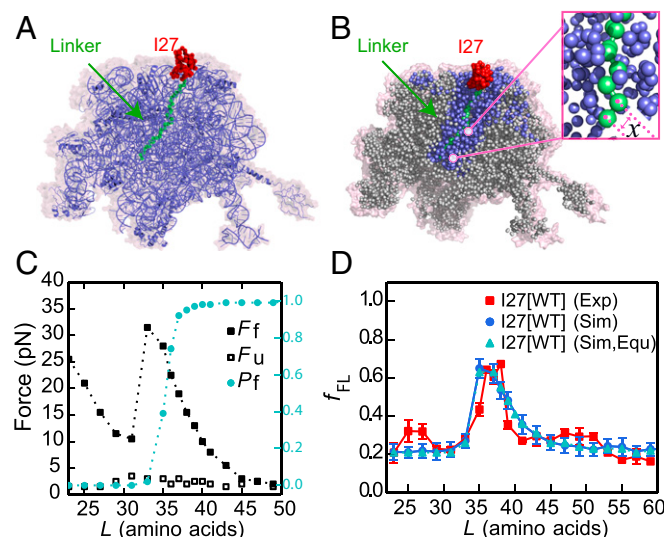 A
I27
Linker
B
I27
Linker
x
C
40
35
30
25
20
15
10
5
0
Force (pN)
1.0
0.8
0.6
0.4
0.2
0.0
Ff
Fu
Pf
25 30 35 40 45 50
L (amino acids)
D
1.0
0.8
0.6
0.4
0.2
0.0
fFL
I27[WT] (Exp)
I27[WT] (Sim)
I27[WT] (Sim,Equ)
25 30 35 40 45 50 55 60
L (amino acids)